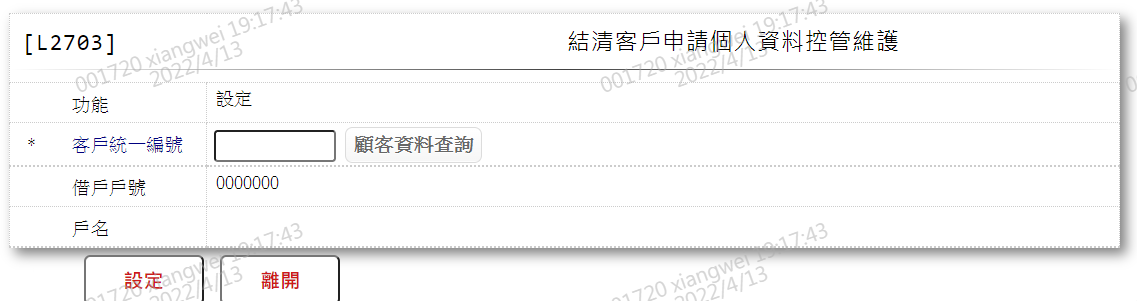 [L2703] 結清客戶申請個人資料控管維護
功能 設定
* 客戶統一編號 顧客資料查詢
借戶戶號 0000000
戶名
設定 離開
001720 xiangwei 19:17:43
2022/4/13
001720 xiangwei 19:17:43
2022/4/13
001720 xiangwei 19:17:43
2022/4/13
001720 xiangwei 19:17:43
2022/4/13